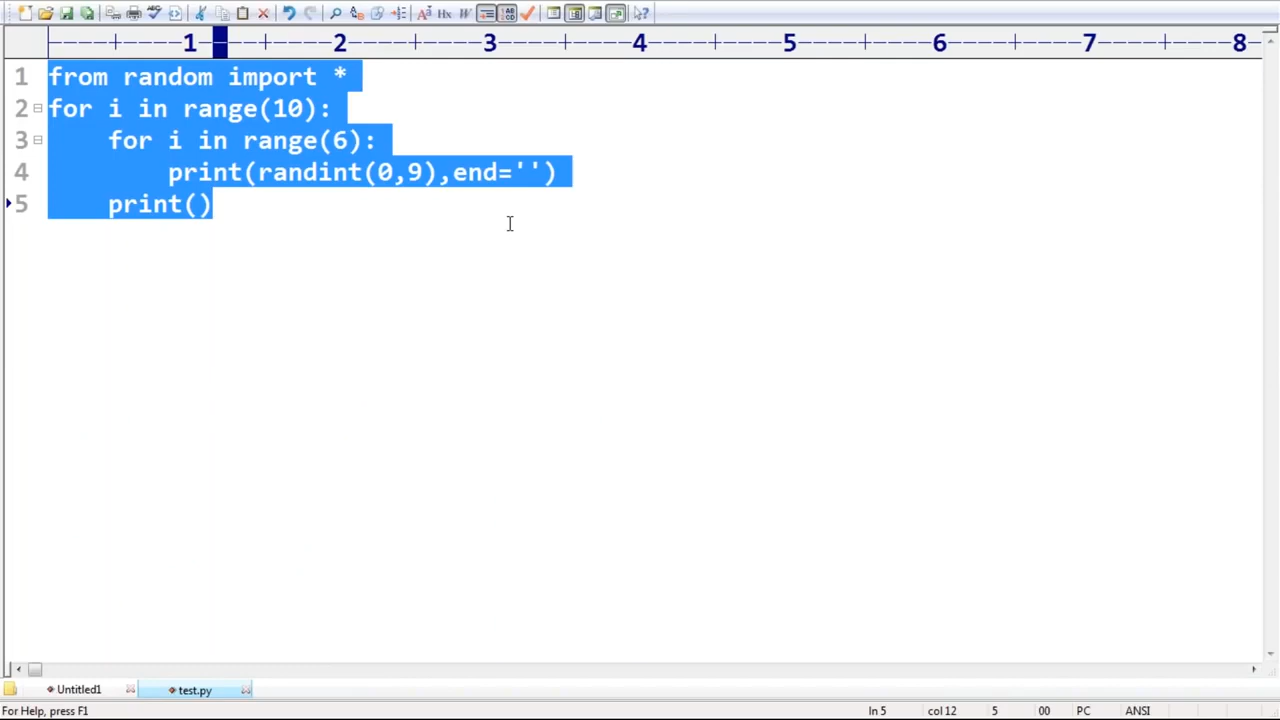 1 2 3 4 5 6 7 8
1 from random import *
2 for i in range(10):
3 for i in range(6):
4 print(randint(0,9),end='')
5 print()
Untitled1 test.py
For Help, press F1 ln 5 col 12 5 00 PC ANSI